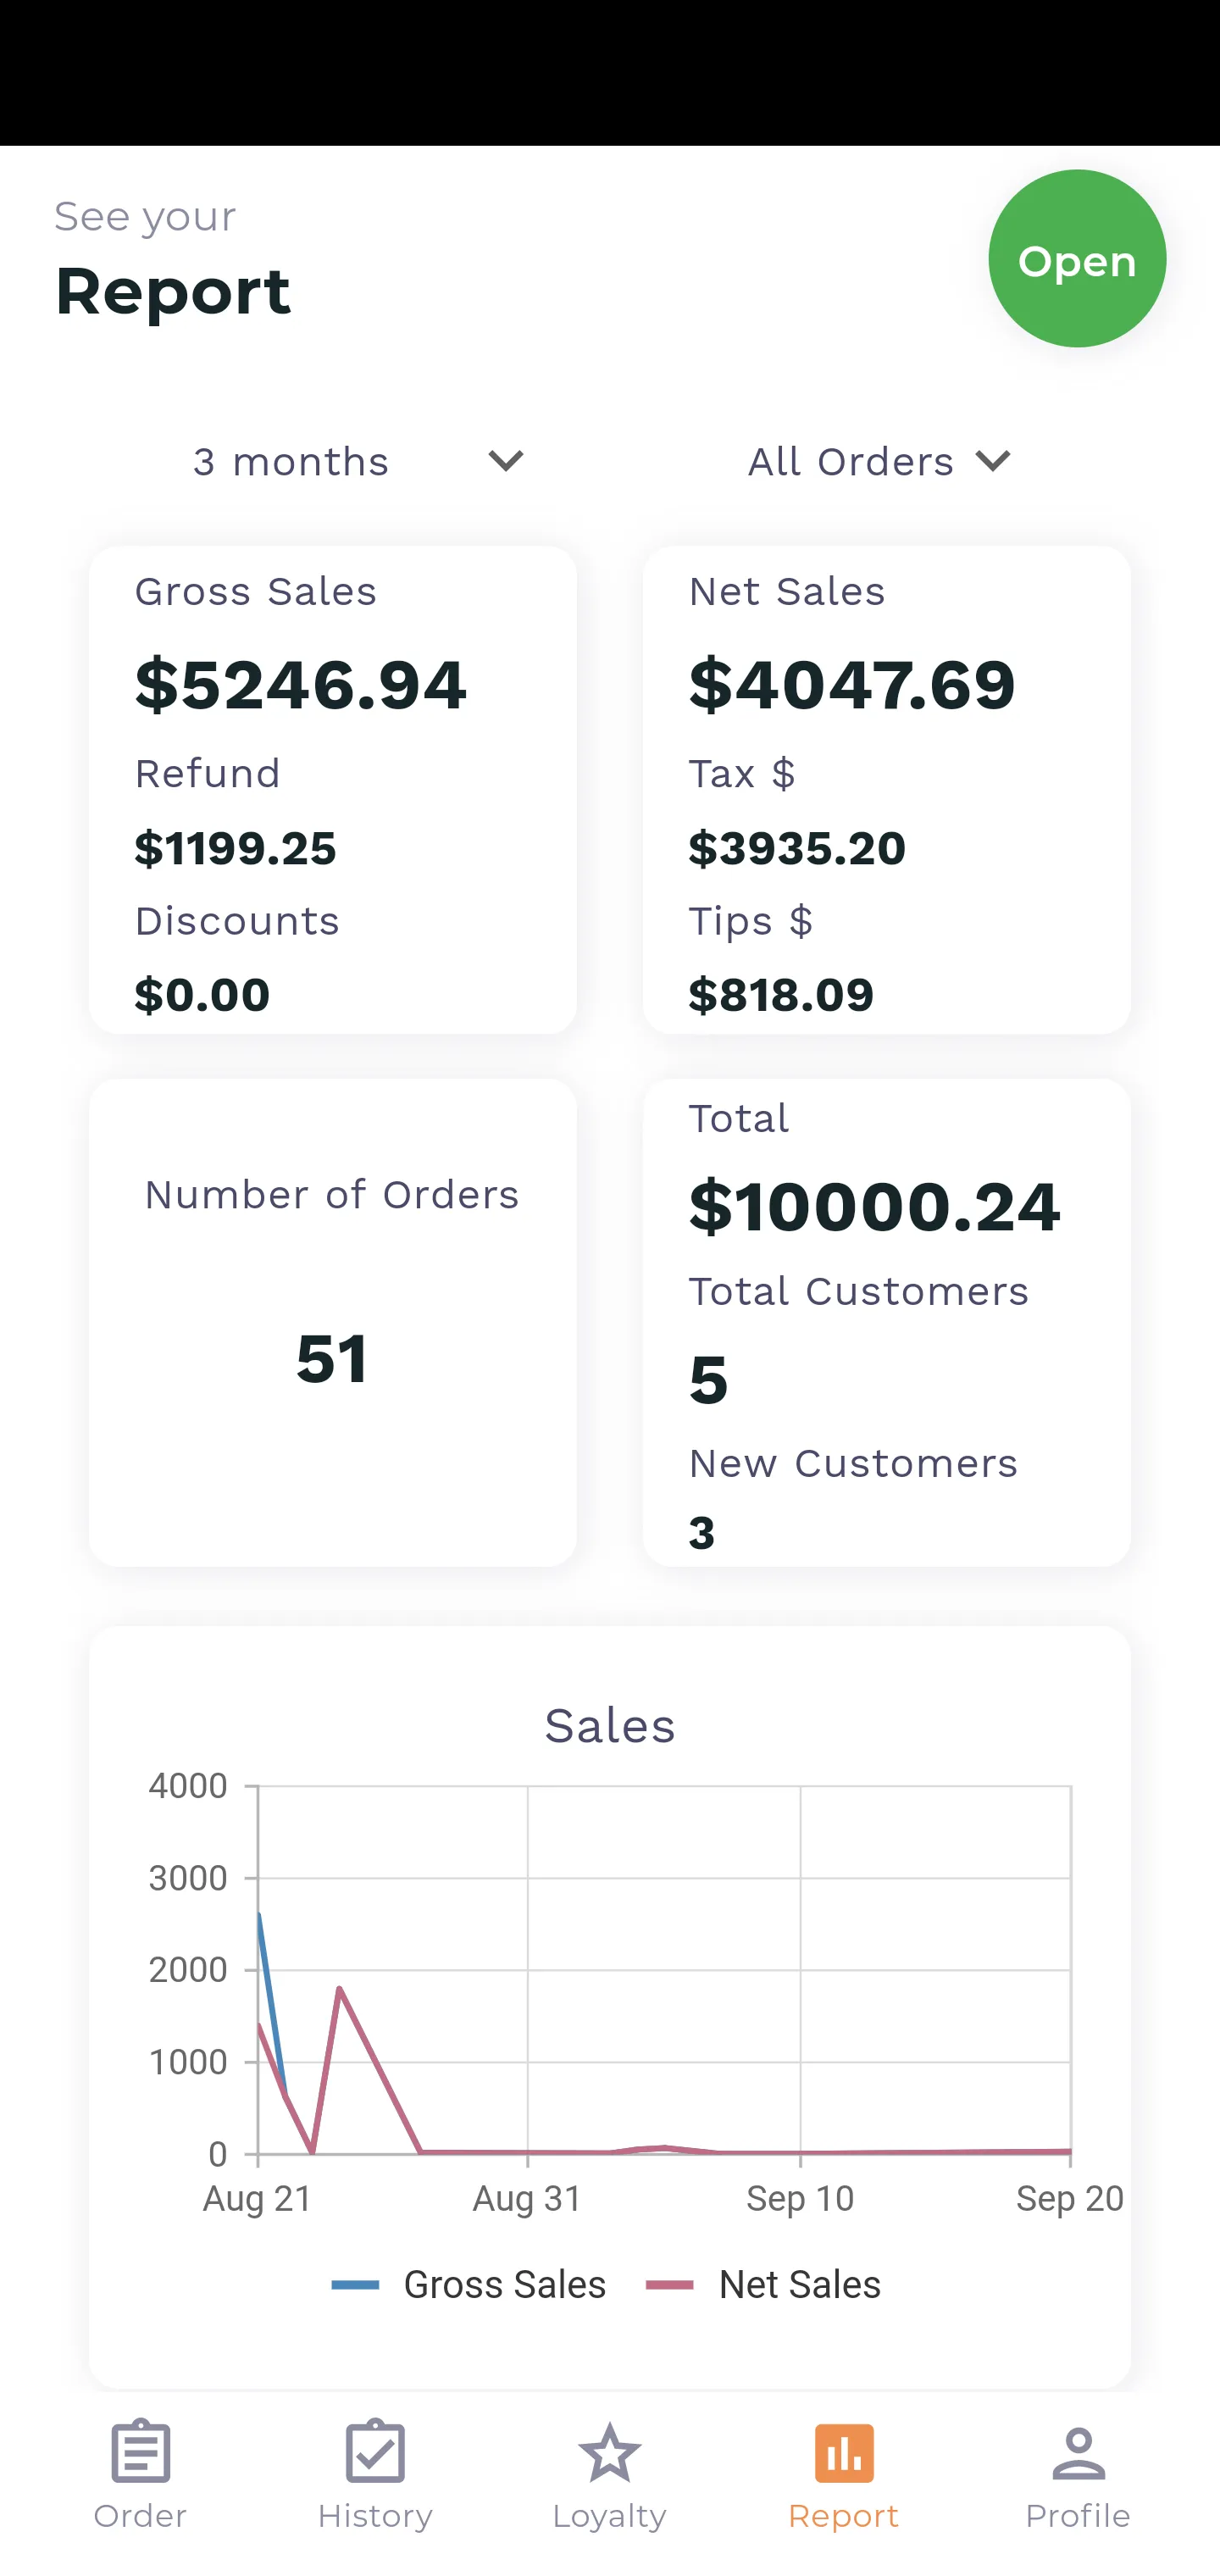 See your
Report
Open
3 months
All Orders
Gross Sales
$5246.94
Refund
$1199.25
Discounts
$0.00
Net Sales
$4047.69
Tax $
$3935.20
Tips $
$818.09
Number of Orders
51
Total
$10000.24
Total Customers
5
New Customers
3
Sales
4000
3000
2000
1000
0
Aug 21 Aug 31 Sep 10 Sep 20
Gross Sales Net Sales
Order History Loyalty Report Profile